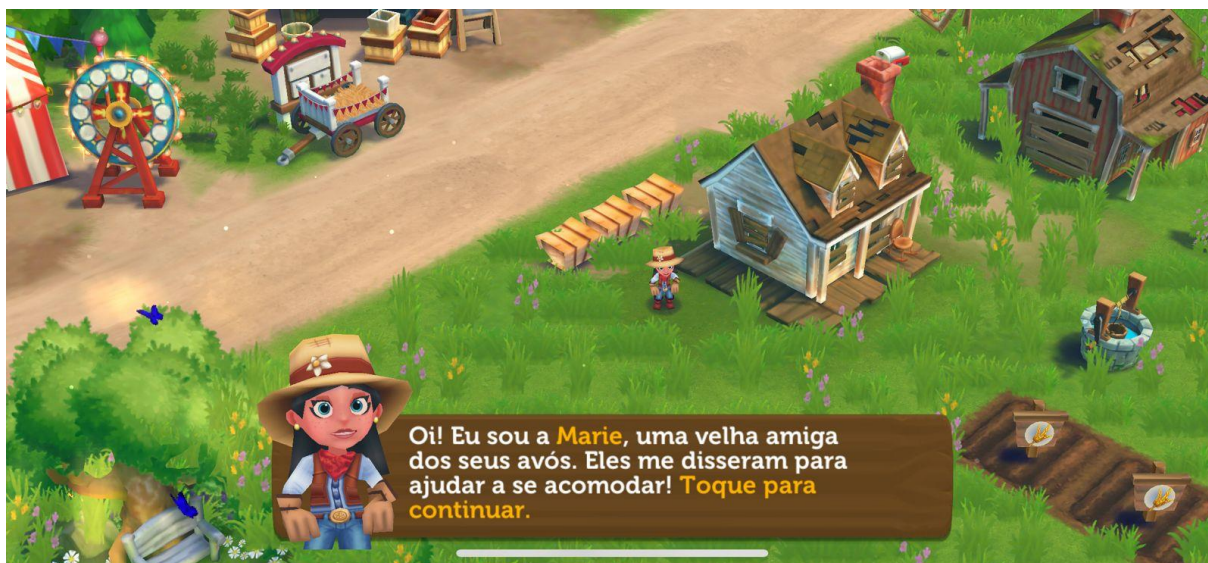 Oi! Eu sou a Marie, uma velha amiga
dos seus avós. Eles me disseram para
ajudar a se acomodar! Toque para
continuar.